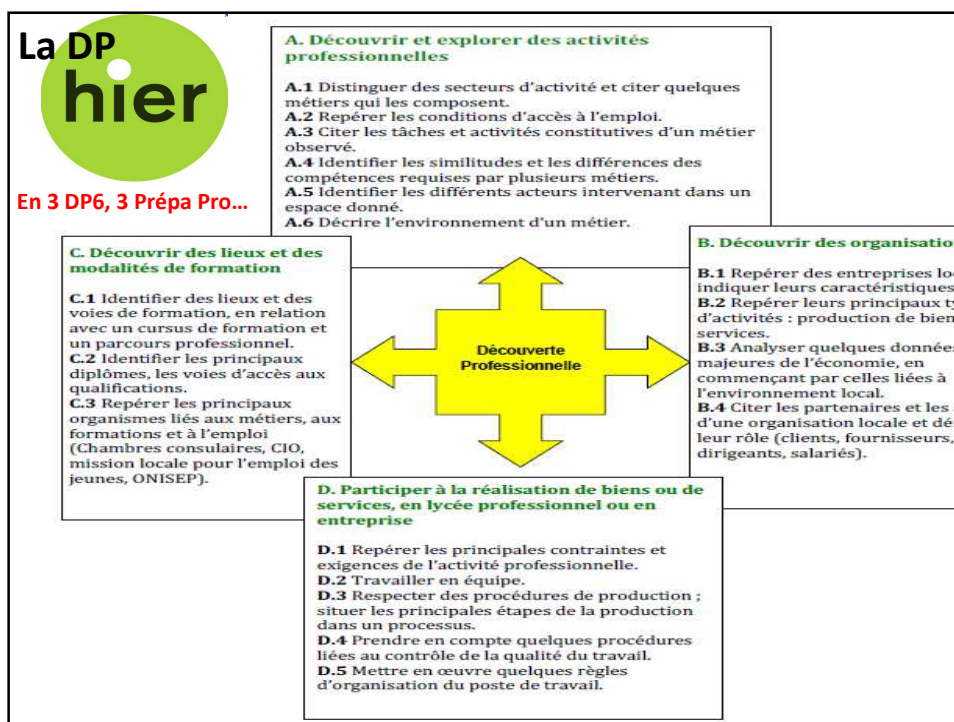 La DP
hier
En 3 DP6, 3 Prépa Pro...
A. Découvrir et explorer des activités
professionnelles
A.1 Distinguer des secteurs d'activité et citer quelques
métiers qui les composent.
A.2 Repérer les conditions d'accès à l'emploi.
A.3 Citer les tâches et activités constitutives d'un métier
observé.
A.4 Identifier les similitudes et les différences des
compétences requises par plusieurs métiers.
A.5 Identifier les différents acteurs intervenant dans un
espace donné.
A.6 Décrire l'environnement d'un métier.
C. Découvrir des lieux et des
modalités de formation
C.1 Identifier des lieux et des
voies de formation, en relation
avec un cursus de formation et
un parcours professionnel.
C.2 Identifier les principaux
diplômes, les voies d'accès aux
qualifications.
C.3 Repérer les principaux
organismes liés aux métiers, aux
formations et à l'emploi
(Chambres consulaires, CIO,
mission locale pour l'emploi des
jeunes, ONISEP).
Découverte
Professionnelle
B. Découvrir des organisatio
B.1 Repérer des entreprises lo
indiquer leurs caractéristiques
B.2 Repérer leurs principaux ty
d'activités : production de bien
services.
B.3 Analyser quelques données
majeures de l'économie, en
commençant par celles liées à
l'environnement local.
B.4 Citer les partenaires et les
d'une organisation locale et dé
leur rôle (clients, fournisseurs,
dirigeants, salariés).
D. Participer à la réalisation de biens ou de
services, en lycée professionnel ou en
entreprise
D.1 Repérer les principales contraintes et
exigences de l'activité professionnelle.
D.2 Travailler en équipe.
D.3 Respecter des procédures de production ;
situer les principales étapes de la production
dans un processus.
D.4 Prendre en compte quelques procédures
liées au contrôle de la qualité du travail.
D.5 Mettre en œuvre quelques règles
d'organisation du poste de travail.